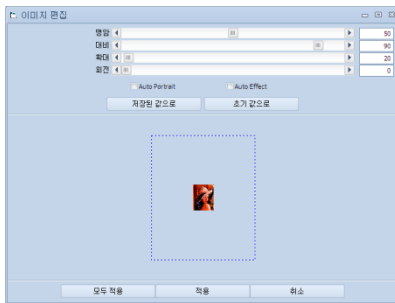 이미지 편집
명암 50
대비 90
확대 20
회전 0
Auto Portrait Auto Effect
저장된 값으로 초기 값으로
모두 적용 적용 취소